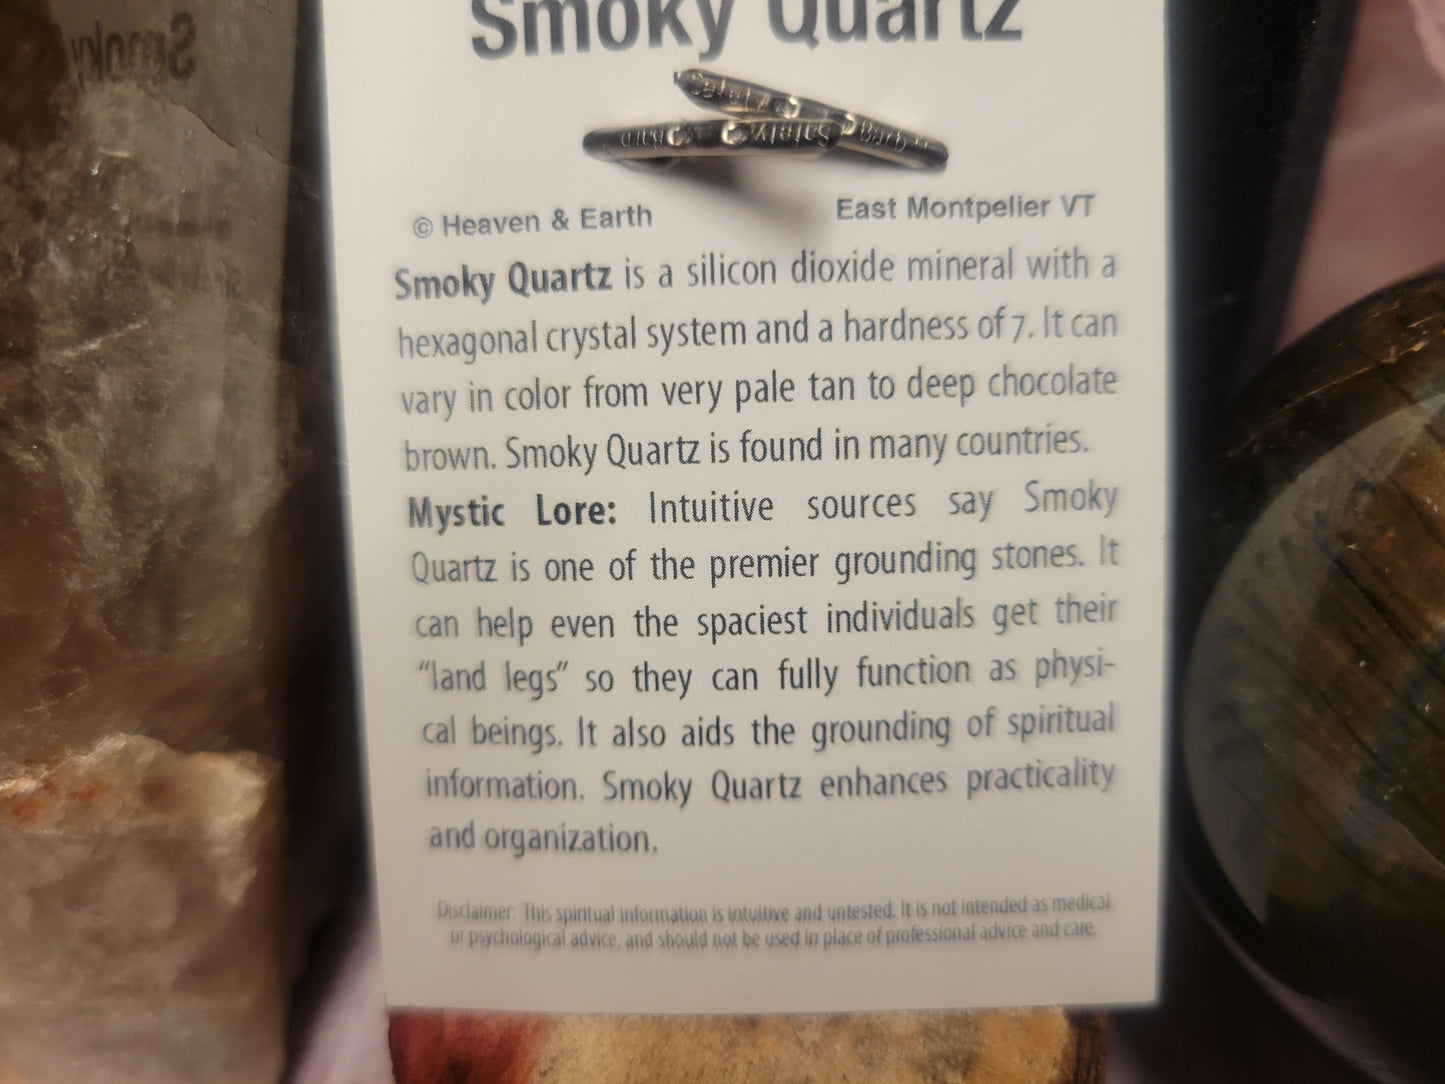 Smoky Quartz
Smoky
Safety
Back
Safety
Back
© Heaven & Earth East Montpelier VT
Smoky Quartz is a silicon dioxide mineral with a
hexagonal crystal system and a hardness of 7. It can
vary in color from very pale tan to deep chocolate
brown. Smoky Quartz is found in many countries.
Mystic Lore: Intuitive sources say Smoky
Quartz is one of the premier grounding stones. It
can help even the spaciest individuals get their
“land legs” so they can fully function as physi-
cal beings. It also aids the grounding of spiritual
information. Smoky Quartz enhances practicality
and organization.
Disclaimer: This spiritual information is intuitive and untested. It is not intended as medical
or psychological advice, and should not be used in place of professional advice and care.